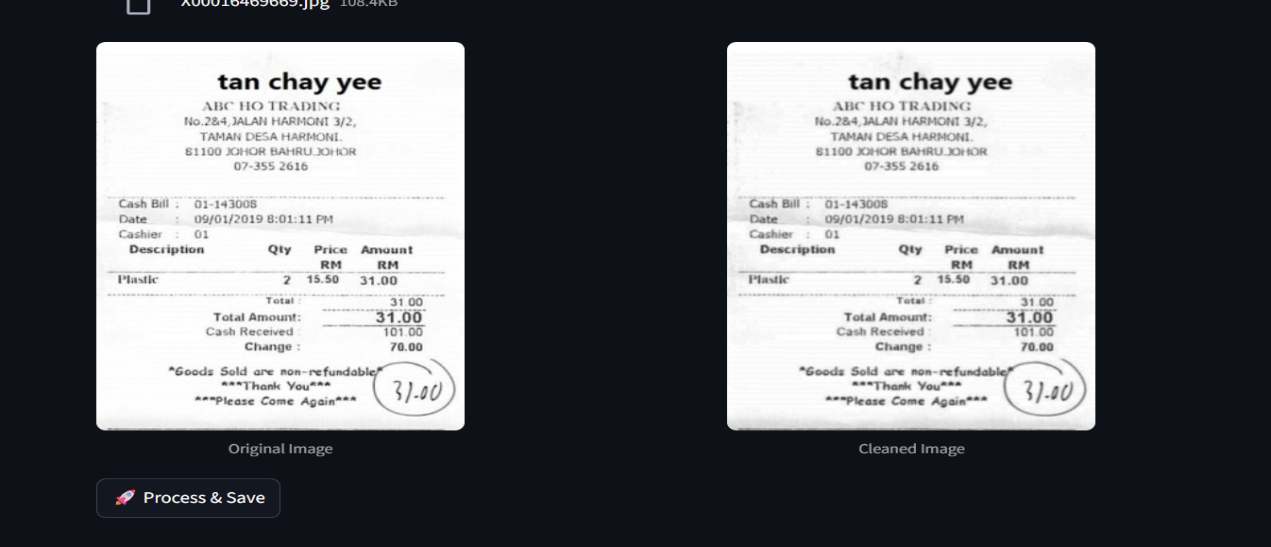 X00016469669.jpg 108.4KB
tan chay yee
ABC HO TRADING
No.2&4, JALAN HARMONI 3/2,
TAMAN DESA HARMONI.
81100 JOHOR BAHRU.JOHOR
07-355 2616
Cash Bill : 01-143008
Date : 09/01/2019 8:01:11 PM
Cashier : 01
Description Qty Price Amount
RM RM
Plastic 2 15.50 31.00
Total : 31.00
Total Amount: 31.00
Cash Received : 101.00
Change : 70.00
*Goods Sold are non-refundable*
***Thank You***
***Please Come Again***
31.00
Original Image
tan chay yee
ABC HO TRADING
No.2&4, JALAN HARMONI 3/2,
TAMAN DESA HARMONI.
81100 JOHOR BAHRU.JOHOR
07-355 2616
Cash Bill : 01-143008
Date : 09/01/2019 8:01:11 PM
Cashier : 01
Description Qty Price Amount
RM RM
Plastic 2 15.50 31.00
Total : 31.00
Total Amount: 31.00
Cash Received : 101.00
Change : 70.00
*Goods Sold are non-refundable*
***Thank You***
***Please Come Again***
31.00
Cleaned Image
🚀 Process & Save